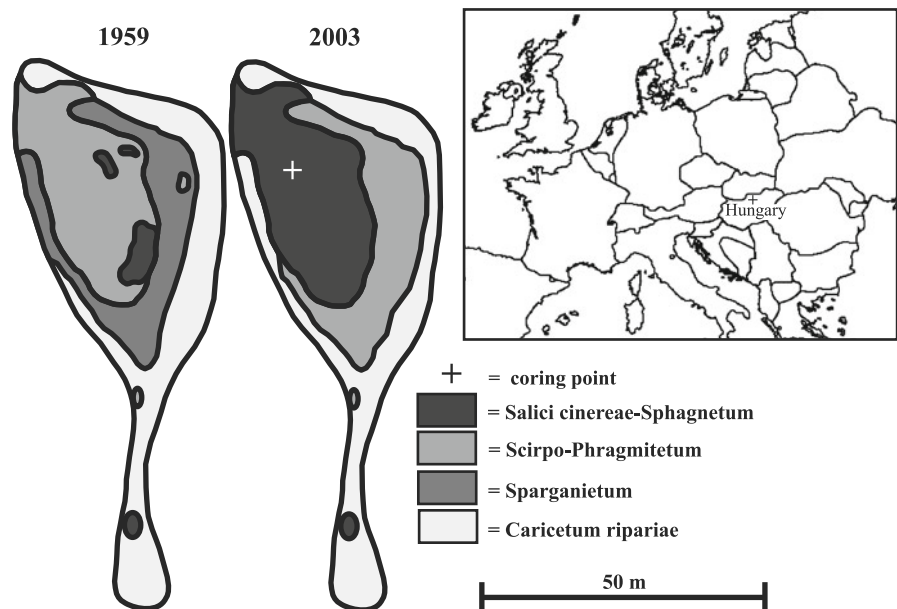 1959
2003
Hungary
+ = coring point
= Salici cinereae-Sphagnetum
= Scirpo-Phragmitetum
= Sparganietum
= Caricetum ripariae
50 m